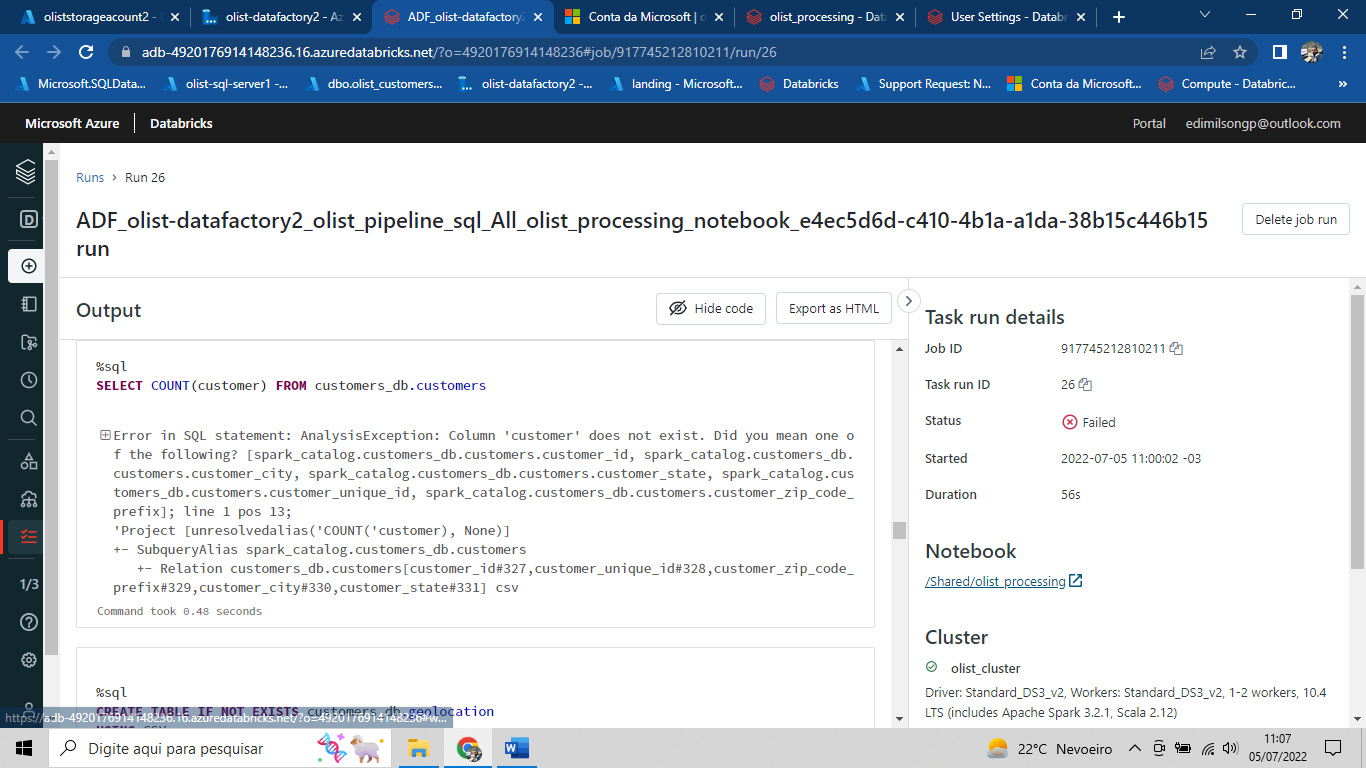 oliststorageacount2 -
olist-datafactory2 - Az
ADF_olist-datafactory
Conta da Microsoft | c
olist_processing - Data
User Settings - Databr
adb-4920176914148236.16.azuredatabricks.net/?o=4920176914148236#job/917745212810211/run/26
Microsoft.SQLData...
olist-sql-server1 -...
dbo.olist_customers...
olist-datafactory2 -...
landing - Microsoft...
Databricks
Support Request: N...
Conta da Microsoft...
Compute - Databric...
»
Microsoft Azure
Databricks
Portal
edimilsongp@outlook.com
Runs › Run 26
ADF_olist-datafactory2_olist_pipeline_sql_All_olist_processing_notebook_e4ec5d6d-c410-4b1a-a1da-38b15c446b15
run
Delete job run
D
1/3
Output
Hide code
Export as HTML
%sql
SELECT COUNT(customer) FROM customers_db.customers
Error in SQL statement: AnalysisException: Column 'customer' does not exist. Did you mean one o
f the following? [spark_catalog.customers_db.customers.customer_id, spark_catalog.customers_db.
customers.customer_city, spark_catalog.customers_db.customers.customer_state, spark_catalog.cus
tomers_db.customers.customer_unique_id, spark_catalog.customers_db.customers.customer_zip_code_
prefix]; line 1 pos 13;
'Project [unresolvedalias('COUNT('customer), None)]
+- SubqueryAlias spark_catalog.customers_db.customers
+- Relation customers_db.customers[customer_id#327,customer_unique_id#328,customer_zip_code_
prefix#329,customer_city#330,customer_state#331] csv
Command took 0.48 seconds
%sql
CREATE TABLE IF NOT EXISTS customers_db.geolocation
https://adb-4920176914148236.16.azuredatabricks.net/?o=4920176914148236#w...
Task run details
Job ID
917745212810211
Task run ID
26
Status
Failed
Started
2022-07-05 11:00:02 -03
Duration
56s
Notebook
/Shared/olist_processing
Cluster
olist_cluster
Driver: Standard_DS3_v2, Workers: Standard_DS3_v2, 1-2 workers, 10.4
LTS (includes Apache Spark 3.2.1, Scala 2.12)
Digite aqui para pesquisar
22°C Nevoeiro
11:07
05/07/2022